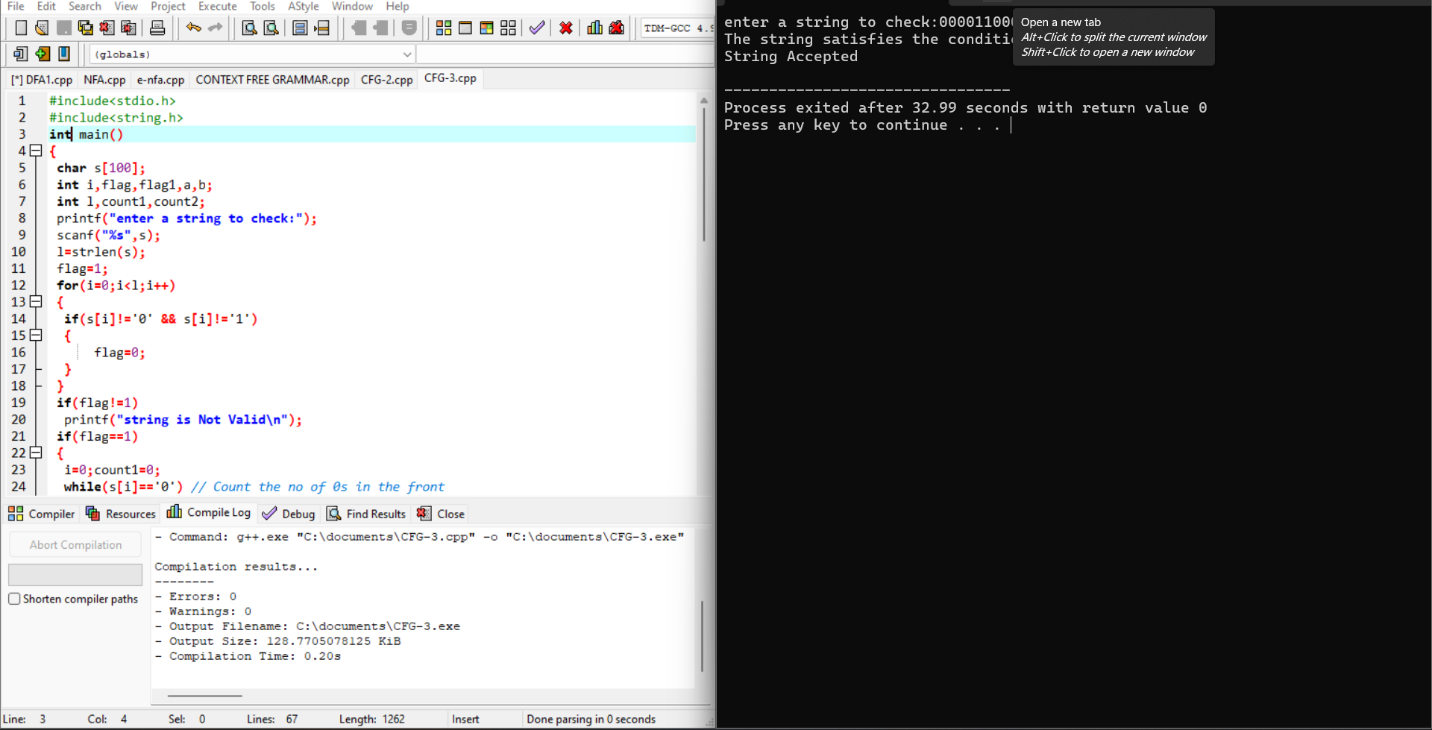 File Edit Search View Project Execute Tools AStyle Window Help
TDM-GCC 4.9
(globals)
[*] DFA1.cpp NFA.cpp e-nfa.cpp CONTEXT FREE GRAMMAR.cpp CFG-2.cpp CFG-3.cpp
1 #include<stdio.h>
2 #include<string.h>
3 int main()
4 {
5 char s[100];
6 int i,flag,flag1,a,b;
7 int l,count1,count2;
8 printf("enter a string to check:");
9 scanf("%s",s);
10 l=strlen(s);
11 flag=1;
12 for(i=0;i<l;i++)
13 {
14 if(s[i]!='0' && s[i]!='1')
15 {
16 flag=0;
17 }
18 }
19 if(flag!=1)
20 printf("string is Not Valid\n");
21 if(flag==1)
22 {
23 i=0;count1=0;
24 while(s[i]=='0') // Count the no of 0s in the front
Compiler Resources Compile Log Debug Find Results Close
Abort Compilation
Shorten compiler paths
- Command: g++.exe "C:\documents\CFG-3.cpp" -o "C:\documents\CFG-3.exe"
Compilation results...
--------
- Errors: 0
- Warnings: 0
- Output Filename: C:\documents\CFG-3.exe
- Output Size: 128.7705078125 KiB
- Compilation Time: 0.20s
Line: 3 Col: 4 Sel: 0 Lines: 67 Length: 1262 Insert Done parsing in 0 seconds
enter a string to check:000011000
The string satisfies the conditi
String Accepted
--------------------------------
Process exited after 32.99 seconds with return value 0
Press any key to continue . . .
Open a new tab
Alt+Click to split the current window
Shift+Click to open a new window